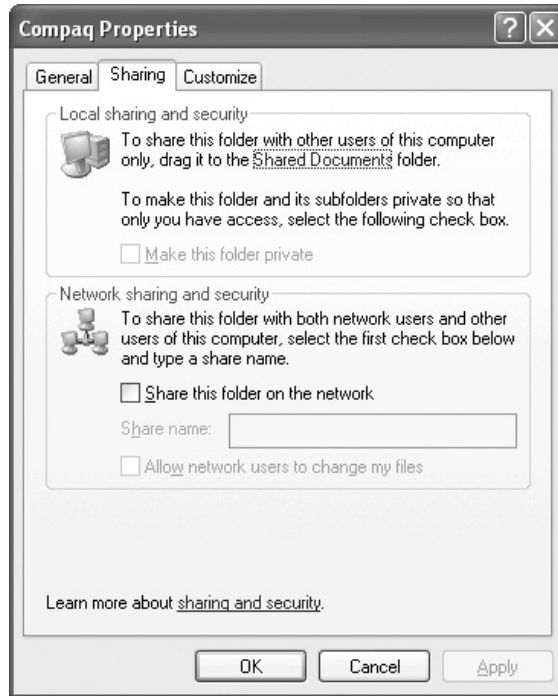 Compaq Properties
General Sharing Customize
Local sharing and security
To share this folder with other users of this computer
only, drag it to the Shared Documents folder.
To make this folder and its subfolders private so that
only you have access, select the following check box.
Make this folder private
Network sharing and security
To share this folder with both network users and other
users of this computer, select the first check box below
and type a share name.
Share this folder on the network
Share name:
Allow network users to change my files
Learn more about sharing and security.
OK Cancel Apply